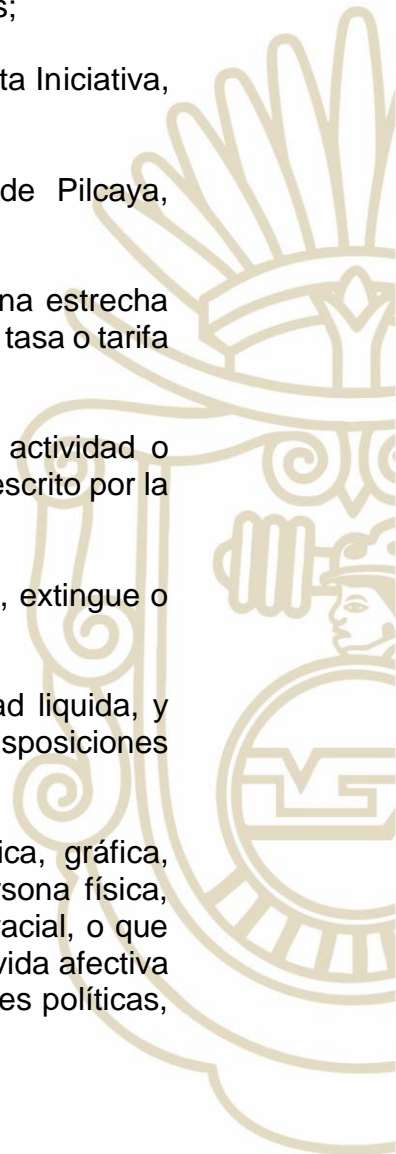 s;
ta Iniciativa,
de Pilcaya,
na estrecha
tasa o tarifa
actividad o
escrito por la
, extingue o
ad liquida, y
isposiciones
ica, gráfica,
rsona física,
racial, o que
vida afectiva
es políticas,